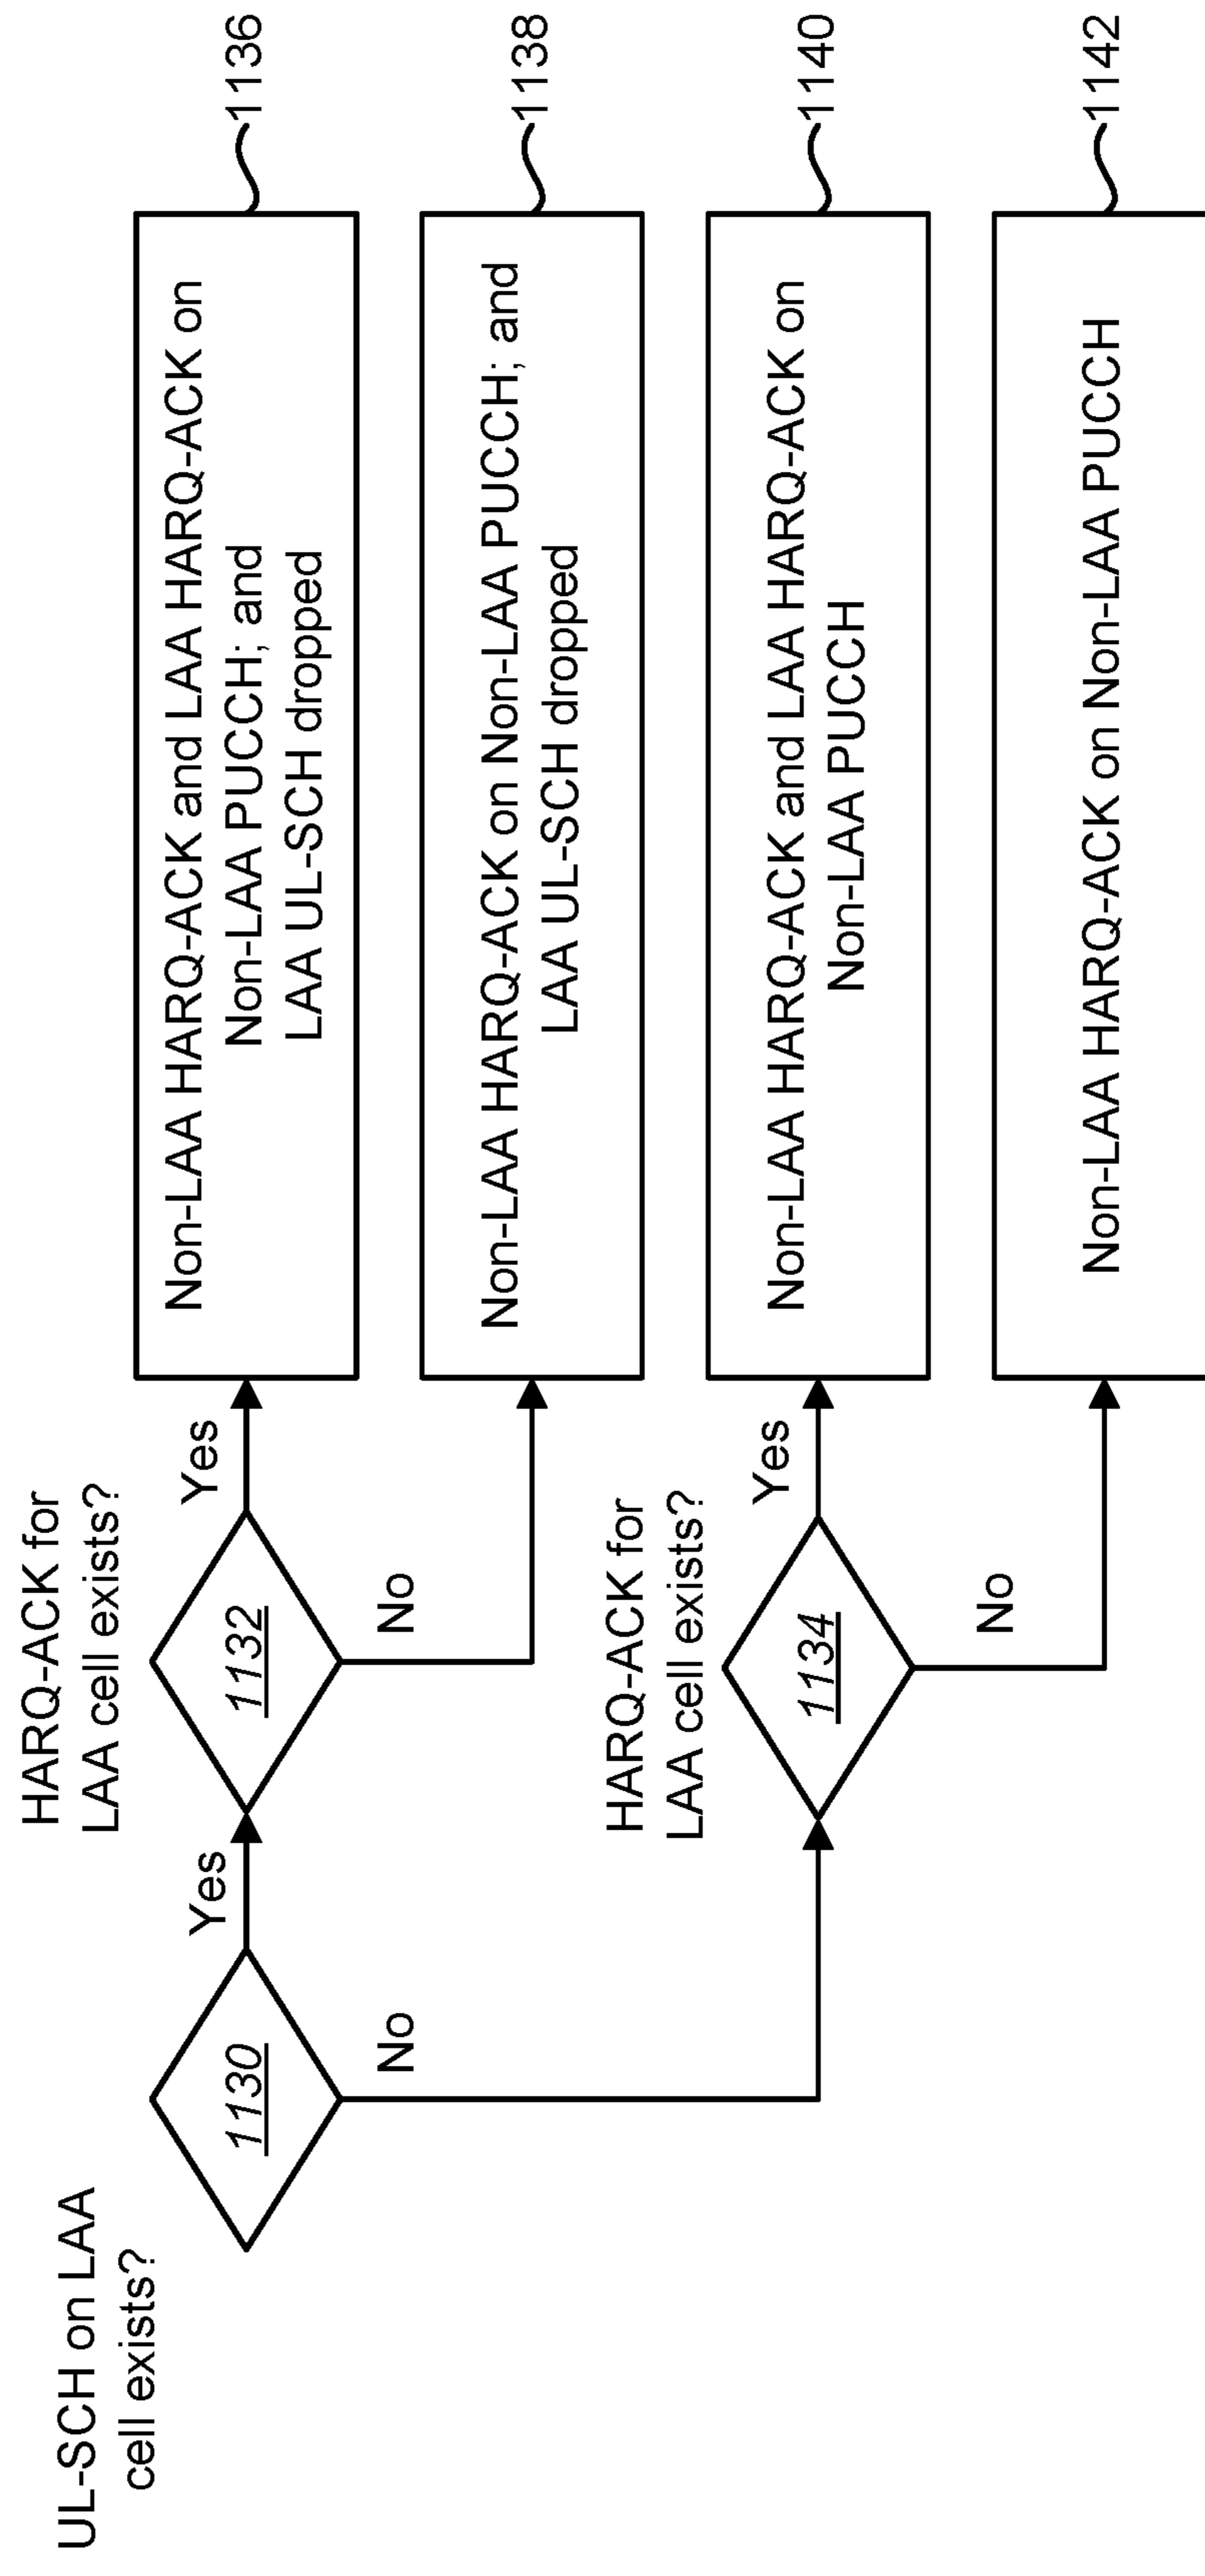 UL-SCH on LAA
cell exists?
1130
Yes
No
HARQ-ACK for
LAA cell exists?
1132
Yes
No
Non-LAA HARQ-ACK and LAA HARQ-ACK on
Non-LAA PUCCH; and
LAA UL-SCH dropped
1136
Non-LAA HARQ-ACK on Non-LAA PUCCH; and
LAA UL-SCH dropped
1138
HARQ-ACK for
LAA cell exists?
1134
Yes
No
Non-LAA HARQ-ACK and LAA HARQ-ACK on
Non-LAA PUCCH
1140
Non-LAA HARQ-ACK on Non-LAA PUCCH
1142